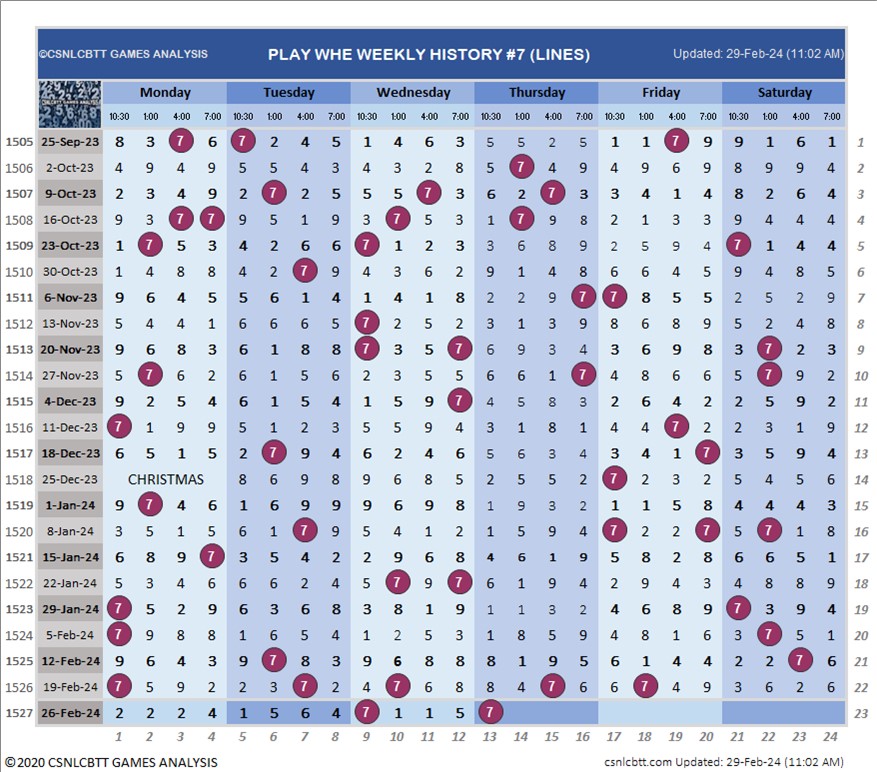 ©CSNLCBTT GAMES ANALYSIS PLAY WHE WEEKLY HISTORY #7 (LINES) Updated: 29-Feb-24 (11:02 AM)
Monday Tuesday Wednesday Thursday Friday Saturday
10:30 1:00 4:00 7:00 10:30 1:00 4:00 8:00 10:30 1:00 4:00 7:00 10:30 1:00 4:00 7:00 10:30 1:00 4:00 7:00 10:30 1:00 4:00 7:00
1505 25-Sep-23 8 3 7 6 7 2 4 5 1 4 6 3 5 5 2 5 1 1 7 9 9 1 6 1 1
1506 2-Oct-23 4 9 4 9 5 5 4 3 4 3 2 8 5 7 4 9 4 9 6 9 8 9 9 4 2
1507 9-Oct-23 2 3 4 9 2 7 2 5 5 5 7 3 6 2 7 3 3 4 1 4 8 2 6 4 3
1508 16-Oct-23 9 3 7 7 9 5 1 9 3 7 5 3 1 7 9 8 2 1 3 3 9 4 4 4 4
1509 23-Oct-23 1 7 5 3 4 2 6 6 7 1 2 3 3 6 8 9 2 5 9 4 7 1 4 4 5
1510 30-Oct-23 1 4 8 8 4 2 7 9 4 3 6 2 9 1 4 8 6 6 4 5 9 4 8 5 6
1511 6-Nov-23 9 6 4 5 5 6 1 4 1 4 1 8 2 2 9 7 7 8 5 5 2 5 2 9 7
1512 13-Nov-23 5 4 4 1 6 6 6 5 7 2 5 2 3 1 3 9 8 6 8 9 5 2 4 8 8
1513 20-Nov-23 9 6 8 3 6 1 8 8 7 3 5 7 6 9 3 4 3 6 9 8 3 7 2 3 9
1514 27-Nov-23 5 7 6 2 6 1 5 6 2 3 5 5 6 6 1 7 4 8 6 6 5 7 9 2 10
1515 4-Dec-23 9 2 5 4 6 1 5 4 1 5 9 7 4 5 8 3 2 6 4 2 2 5 9 2 11
1516 11-Dec-23 7 1 9 9 5 1 2 3 5 5 9 4 3 1 8 1 4 4 7 2 2 3 1 9 12
1517 18-Dec-23 6 5 1 5 2 7 9 4 6 2 4 6 5 6 3 4 3 4 1 7 3 5 9 4 13
1518 25-Dec-23 CHRISTMAS 8 6 9 8 9 6 8 5 2 5 5 2 7 2 3 2 5 4 5 6 14
1519 1-Jan-24 9 7 4 6 1 6 9 9 9 6 9 8 1 9 3 2 1 1 5 8 4 4 4 3 15
1520 8-Jan-24 3 5 1 5 6 1 7 9 5 4 1 2 1 5 9 4 7 2 2 7 5 7 1 8 16
1521 15-Jan-24 6 8 9 7 3 5 4 2 2 9 6 8 4 6 1 9 5 8 2 8 6 6 5 1 17
1522 22-Jan-24 5 3 4 6 6 6 2 4 5 7 9 7 6 1 9 4 2 9 4 3 4 8 8 9 18
1523 29-Jan-24 7 5 2 9 6 3 6 8 3 8 1 9 1 1 3 2 4 6 8 9 7 3 9 4 19
1524 5-Feb-24 7 9 8 8 1 6 5 4 1 2 5 3 1 8 5 9 4 8 1 6 3 7 5 1 20
1525 12-Feb-24 9 6 4 3 9 7 8 3 9 6 8 8 8 1 9 5 6 1 4 4 2 2 7 6 21
1526 19-Feb-24 7 5 9 2 2 3 7 2 4 7 6 8 8 4 7 6 6 7 4 9 3 6 2 6 22
1527 26-Feb-24 2 2 2 4 1 5 6 4 7 1 1 5 7 23
1 2 3 4 5 6 7 8 9 10 11 12 13 14 15 16 17 18 19 20 21 22 23 24
©2020 CSNLCBTT GAMES ANALYSIS csnlcbtt.com Updated: 29-Feb-24 (11:02 AM)